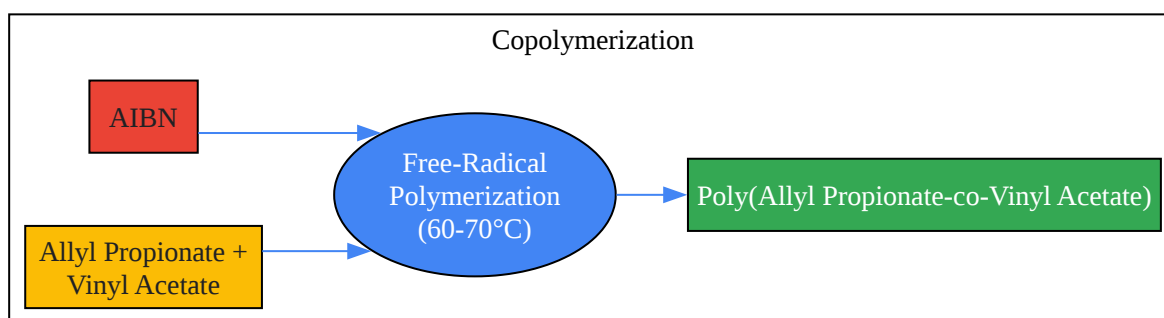 Copolymerization
AIBN
Free-Radical
Polymerization
(60-70°C)
Poly(Allyl Propionate-co-Vinyl Acetate)
Allyl Propionate +
Vinyl Acetate